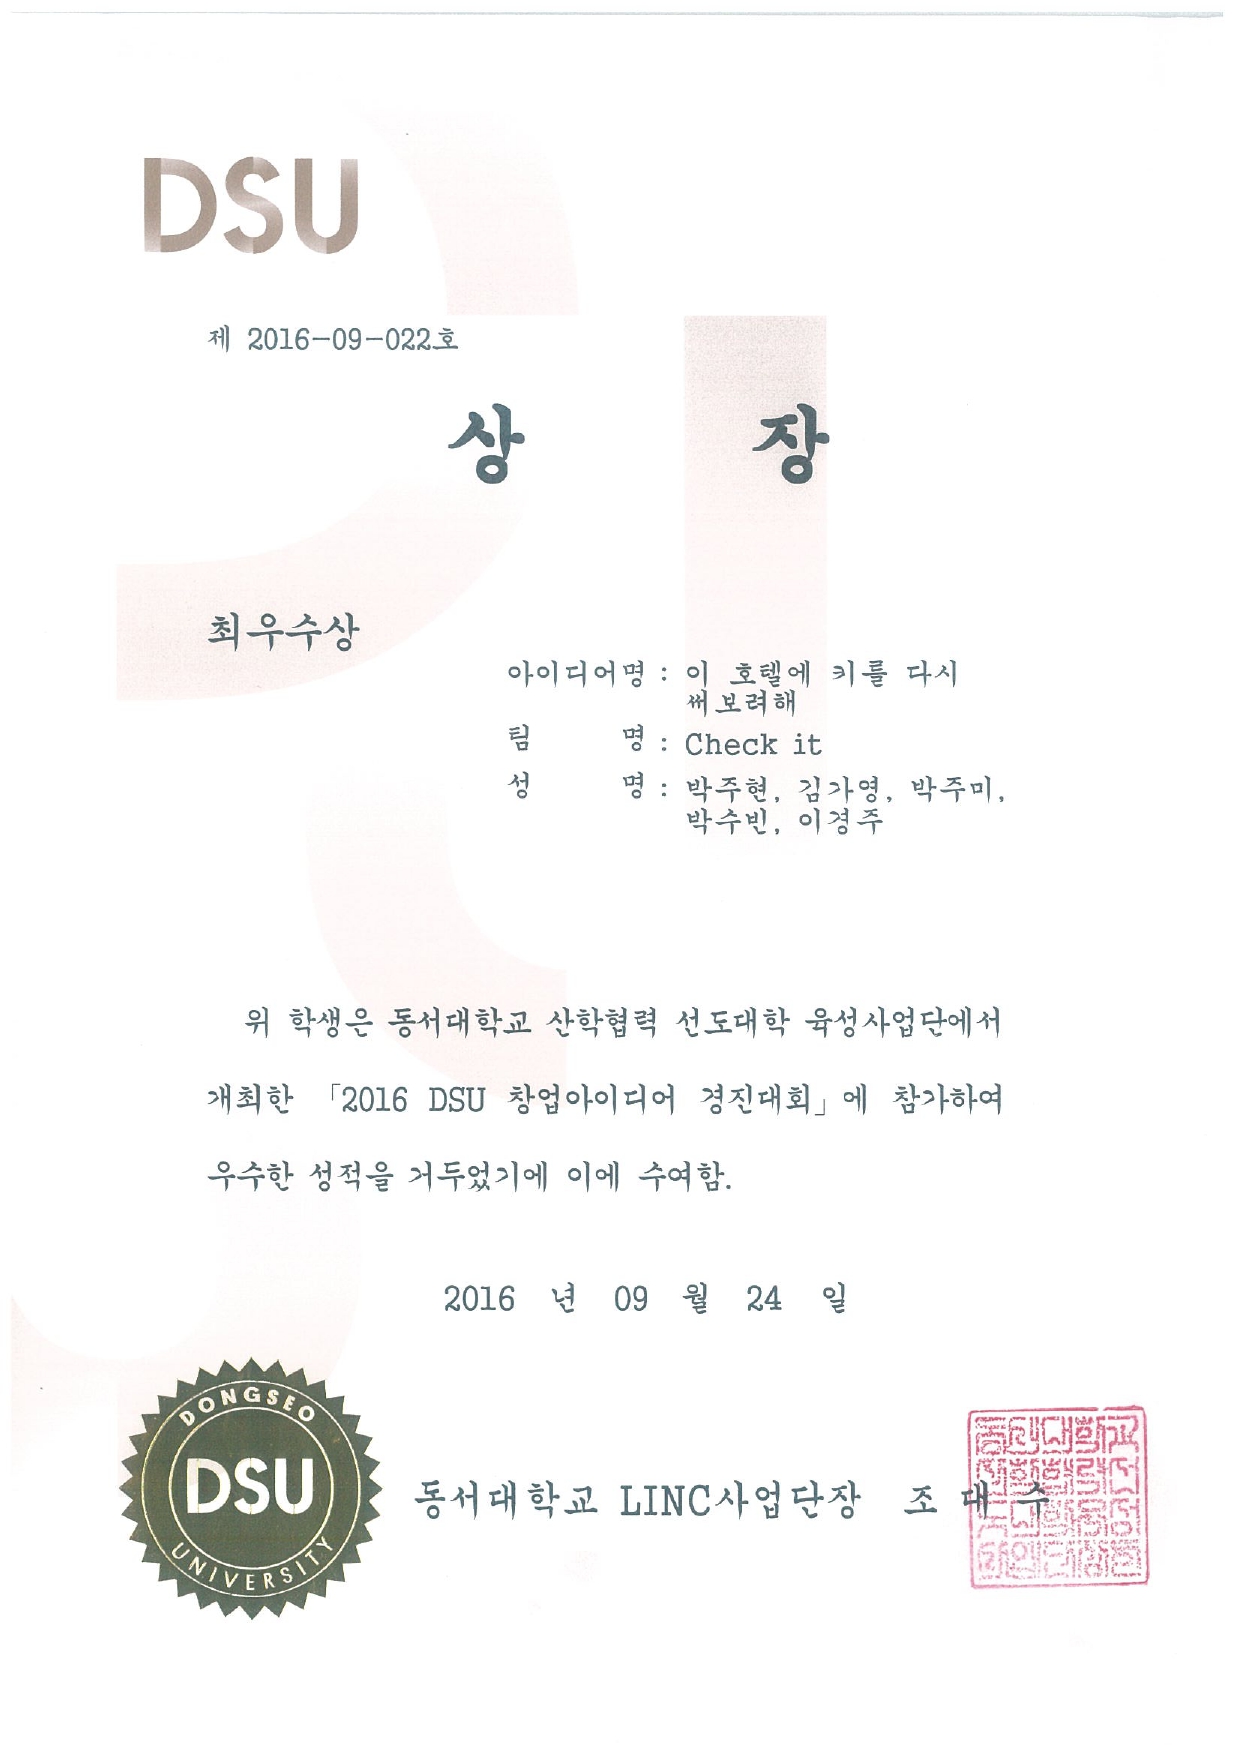 DSU
제 2016-09-022호
상 장
최우수상
아이디어명 : 이 호텔에 키를 다시
써보려해
팀 명 : Check it
성 명 : 박주현, 김가영, 박주미,
박수빈, 이경주
위 학생은 동서대학교 산학협력 선도대학 육성사업단에서
개최한 「2016 DSU 창업아이디어 경진대회」에 참가하여
우수한 성적을 거두었기에 이에 수여함.
2016 년 09 월 24 일
DONGSEO
DSU
UNIVERSITY
동서대학교 LINC사업단장 조 대 수